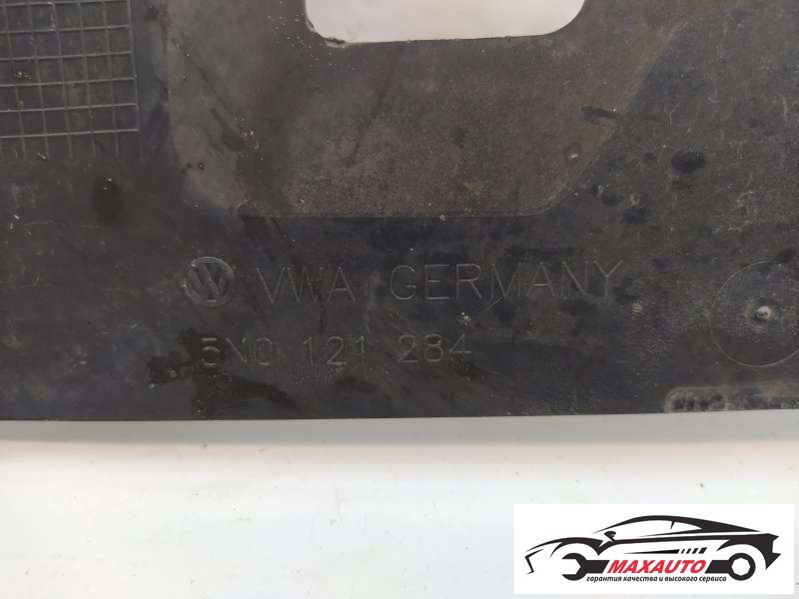 VWA GERMANY
5N0 121 284
MAXAUTO
гарантия качества и высокого сервиса